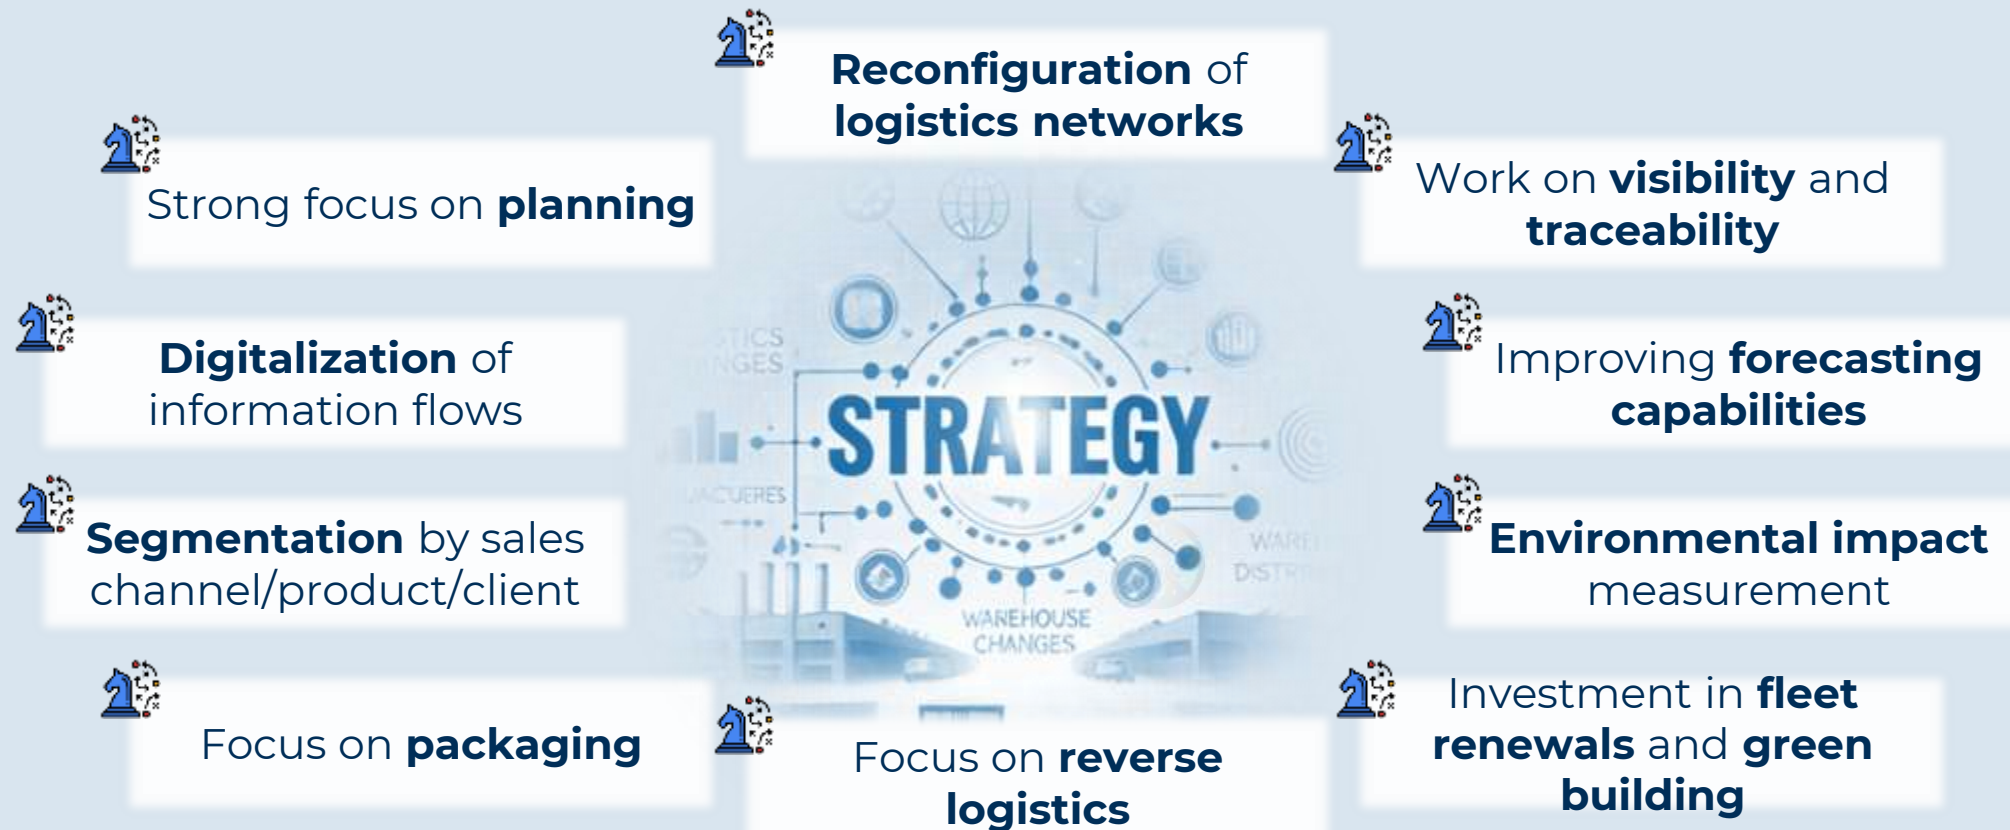 Reconfiguration of
logistics networks
Strong focus on planning
Work on visibility and
traceability
Digitalization of
information flows
Improving forecasting
capabilities
STRATEGY
Segmentation by sales
channel/product/client
Environmental impact
measurement
WAREHOUSE
CHANGES
Focus on packaging
Focus on reverse
logistics
Investment in fleet
renewals and green
building